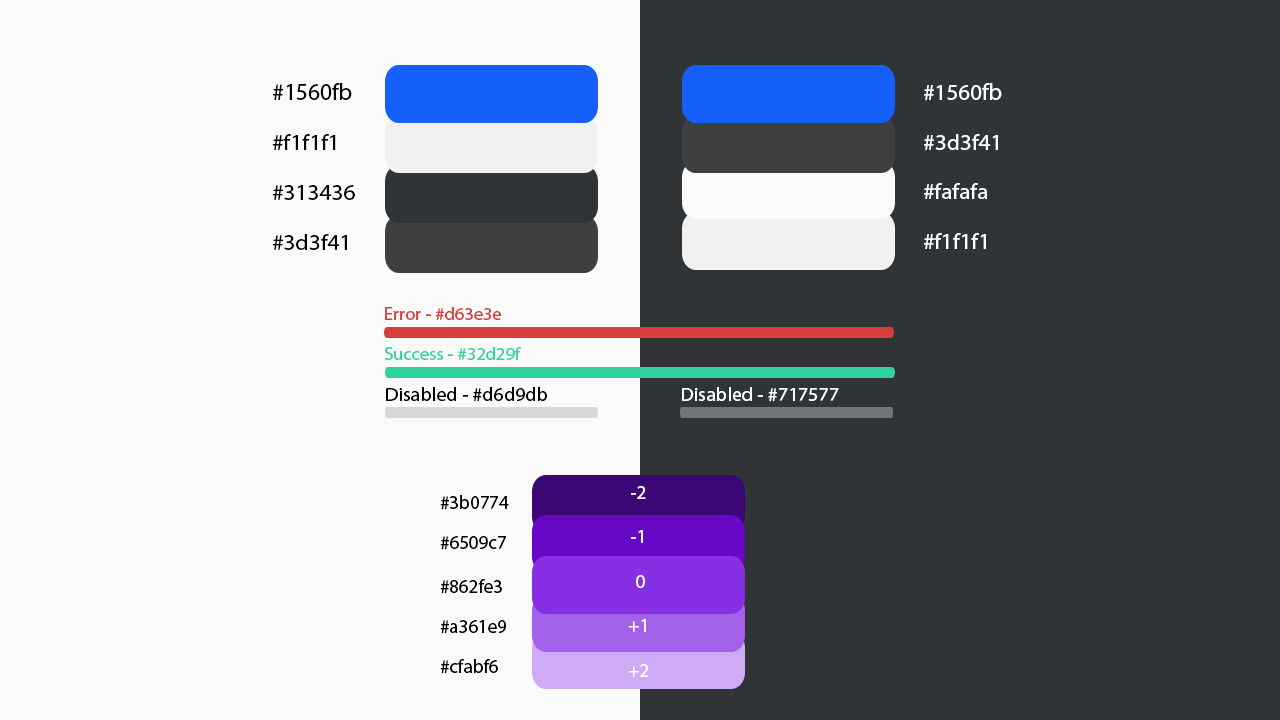 #1560fb
#1560fb
#f1f1f1
#3d3f41
#313436
#fafafa
#3d3f41
#f1f1f1
Error - #d63e3e
Success - #32d29f
Disabled - #d6d9db
Disabled - #717577
#3b0774
-2
#6509c7
-1
#862fe3
0
#a361e9
+1
#cfabf6
+2